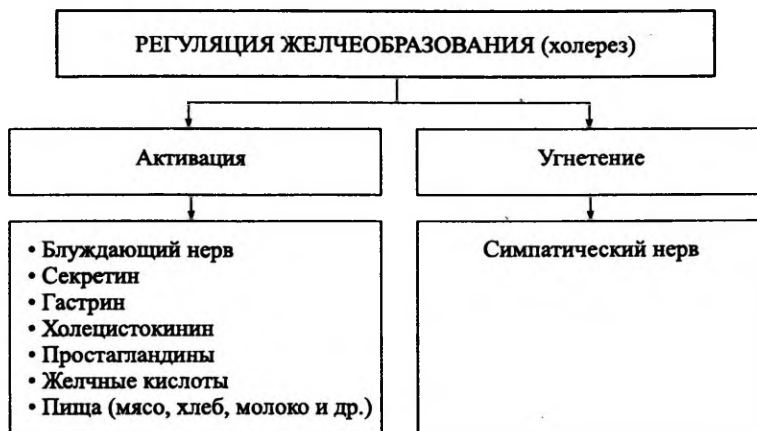 РЕГУЛЯЦИЯ ЖЕЛЧЕОБРАЗОВАНИЯ (холерез)
Активация
Угнетение
• Блуждающий нерв
• Секретин
• Гастрин
• Холецистокинин
• Простагландины
• Желчные кислоты
• Пища (мясо, хлеб, молоко и др.)
Симпатический нерв